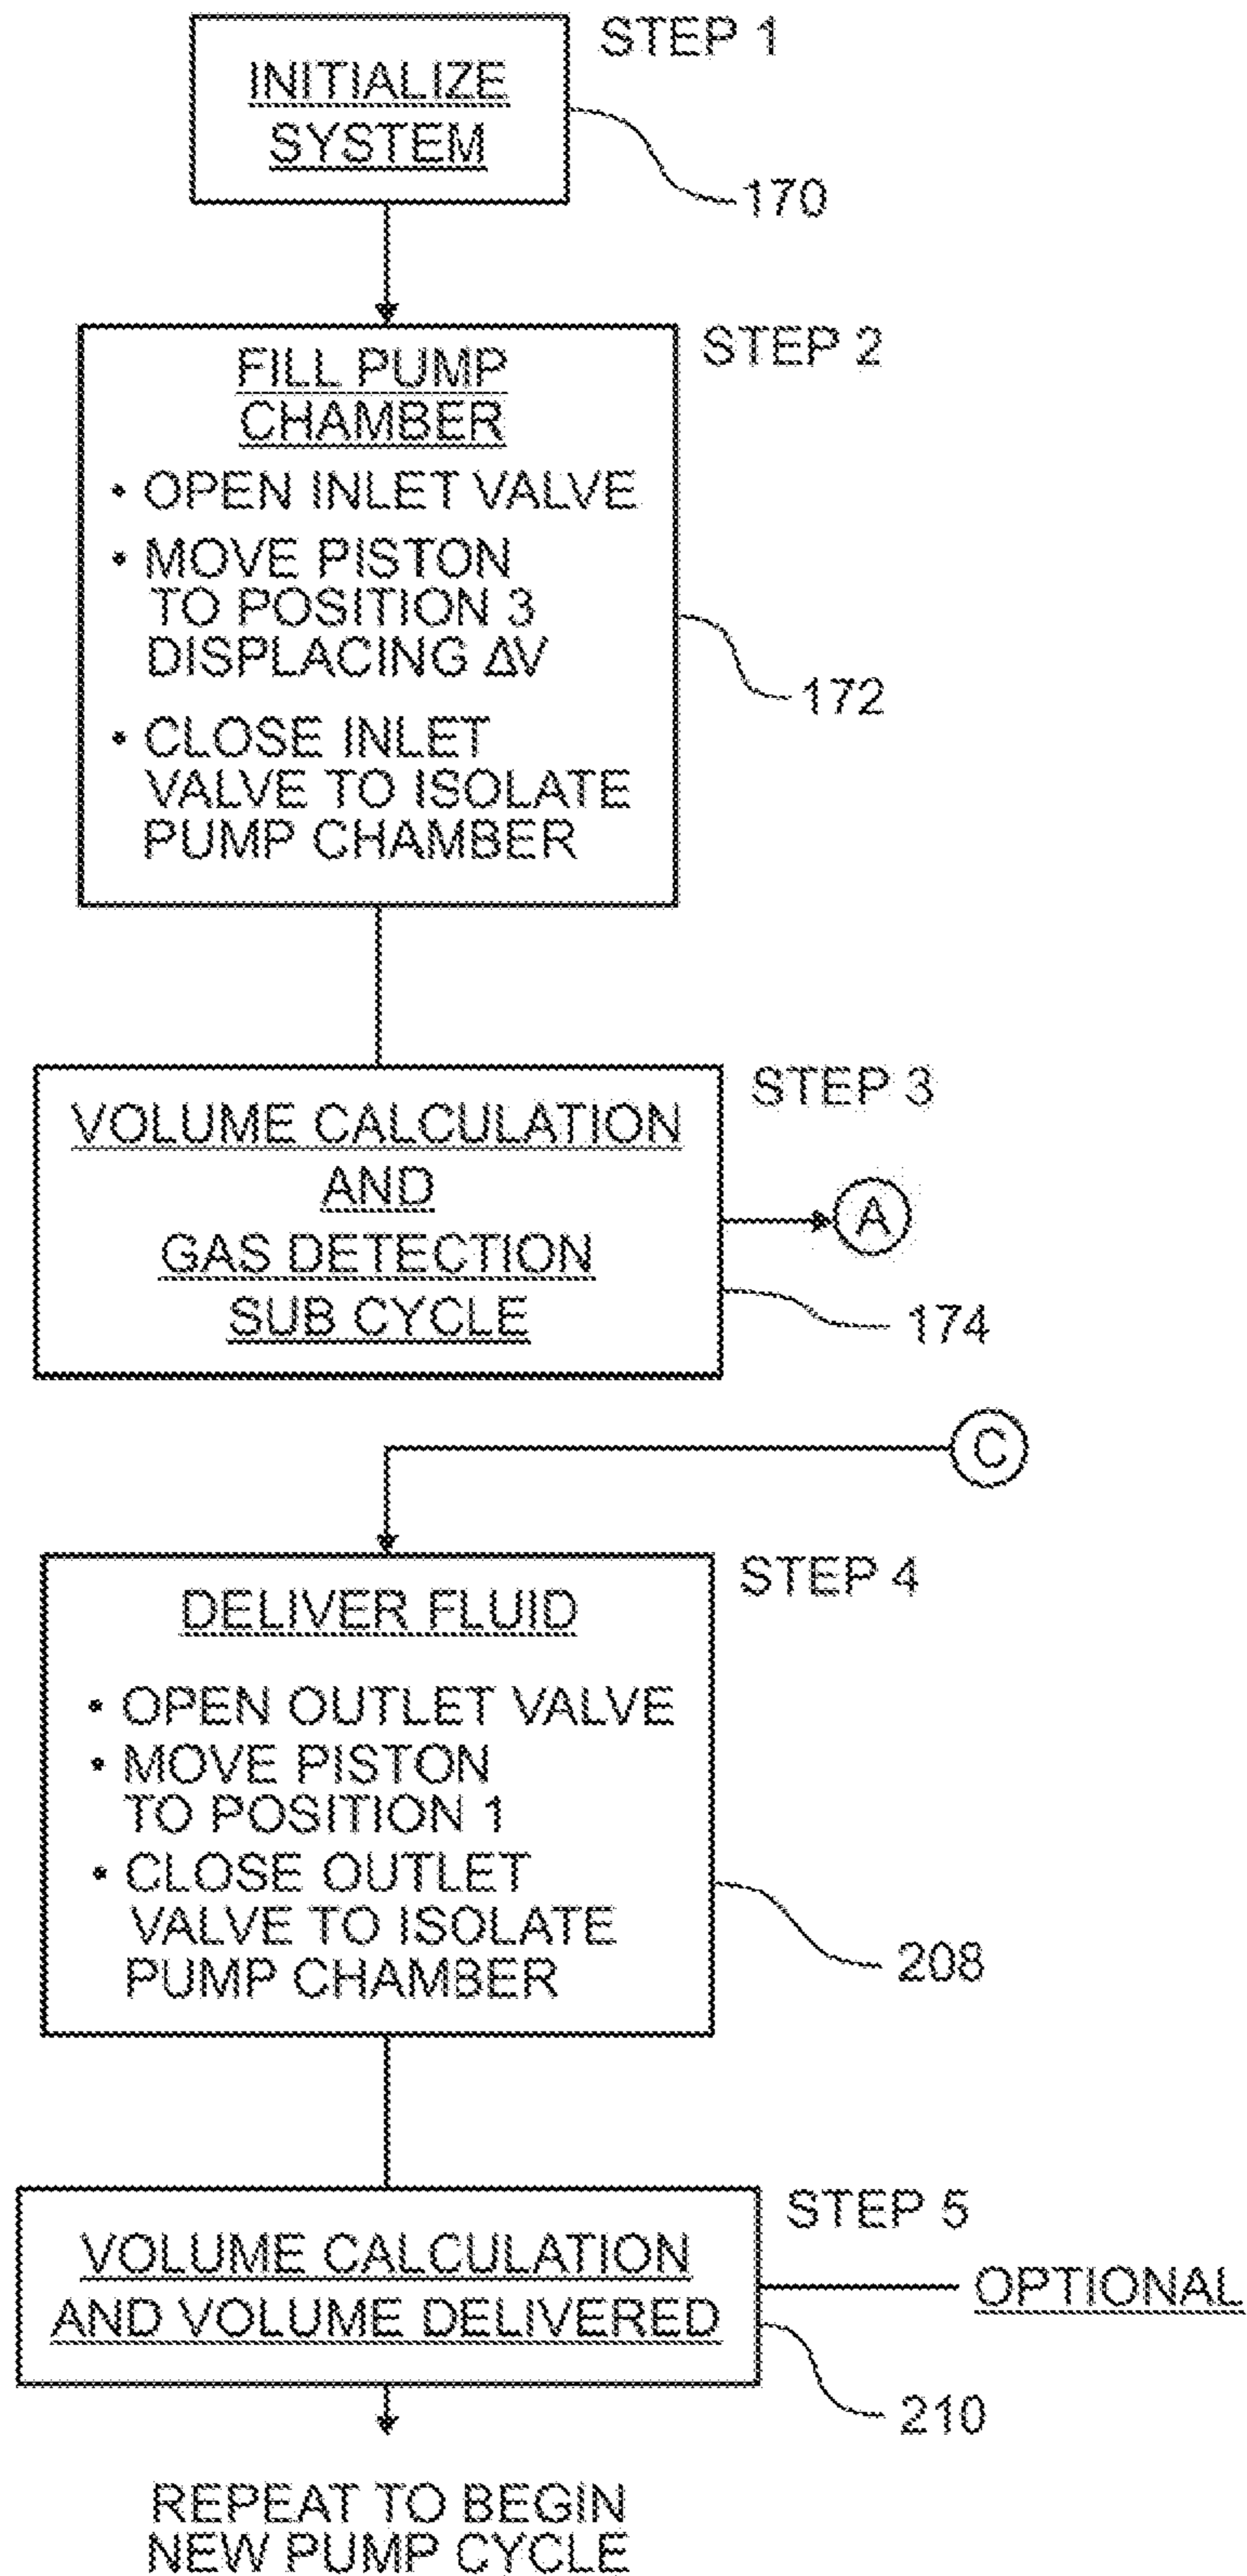 STEP 1
INITIALIZE
SYSTEM
170
STEP 2
FILL PUMP
CHAMBER
• OPEN INLET VALVE
• MOVE PISTON
TO POSITION 3
DISPLACING ΔV
• CLOSE INLET
VALVE TO ISOLATE
PUMP CHAMBER
172
STEP 3
VOLUME CALCULATION
AND
GAS DETECTION
SUB CYCLE
A
174
C
STEP 4
DELIVER FLUID
• OPEN OUTLET VALVE
• MOVE PISTON
TO POSITION 1
• CLOSE OUTLET
VALVE TO ISOLATE
PUMP CHAMBER
208
STEP 5
VOLUME CALCULATION
AND VOLUME DELIVERED
OPTIONAL
210
REPEAT TO BEGIN
NEW PUMP CYCLE